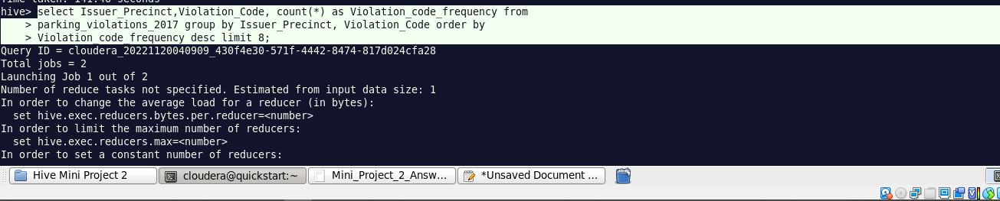 hive> select Issuer_Precinct,Violation_Code, count(*) as Violation_code_frequency from
    > parking_violations_2017 group by Issuer_Precinct, Violation_Code order by
    > Violation_code_frequency desc limit 8;
Query ID = cloudera_20221120040909_430f4e30-571f-4442-8474-817d024cfa28
Total jobs = 2
Launching Job 1 out of 2
Number of reduce tasks not specified. Estimated from input data size: 1
In order to change the average load for a reducer (in bytes):
  set hive.exec.reducers.bytes.per.reducer=<number>
In order to limit the maximum number of reducers:
  set hive.exec.reducers.max=<number>
In order to set a constant number of reducers:
Hive Mini Project 2 cloudera@quickstart:~ Mini_Project_2_Answ... *Unsaved Document ...